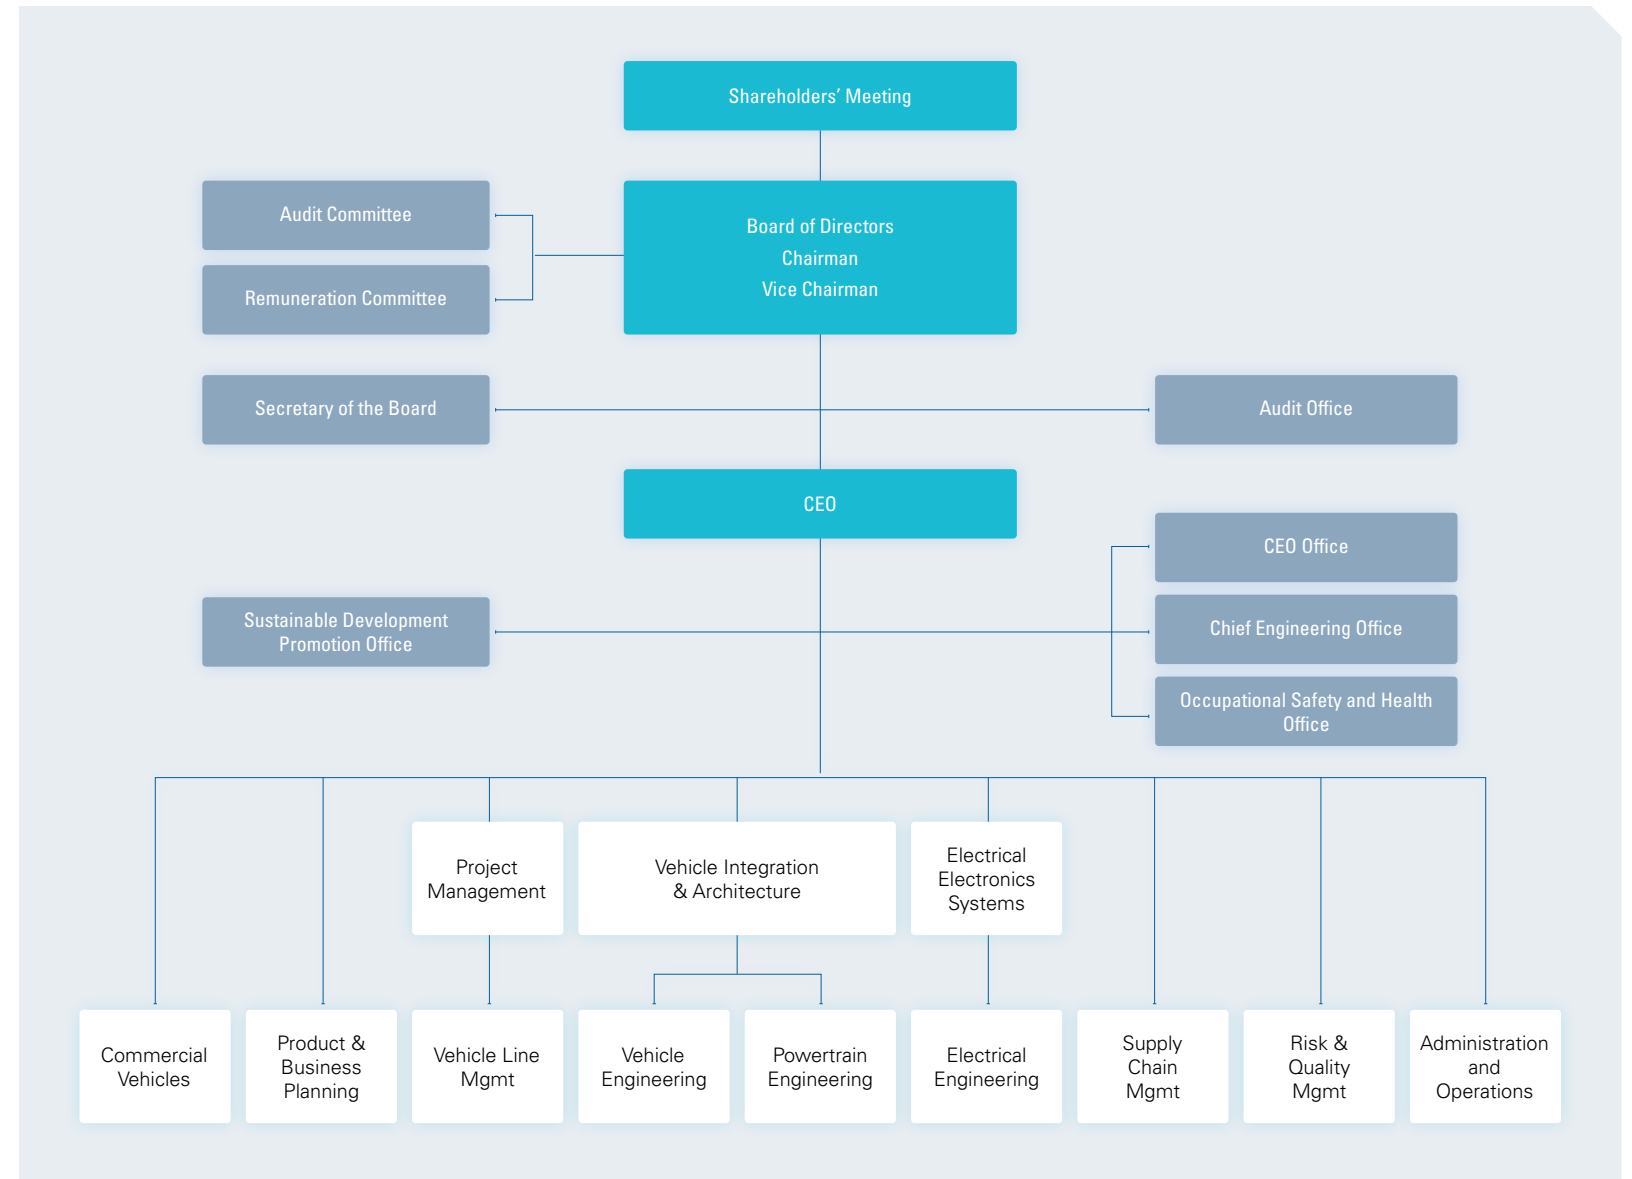 Shareholders’ Meeting
Audit Committee
Remuneration Committee
Board of Directors
Chairman
Vice Chairman
Secretary of the Board
Audit Office
CEO
CEO Office
Sustainable Development
Promotion Office
Chief Engineering Office
Occupational Safety and Health
Office
Project
Management
Vehicle Integration
& Architecture
Electrical
Electronics
Systems
Commercial
Vehicles
Product &
Business
Planning
Vehicle Line
Mgmt
Vehicle
Engineering
Powertrain
Engineering
Electrical
Engineering
Supply
Chain
Mgmt
Risk &
Quality
Mgmt
Administration
and
Operations